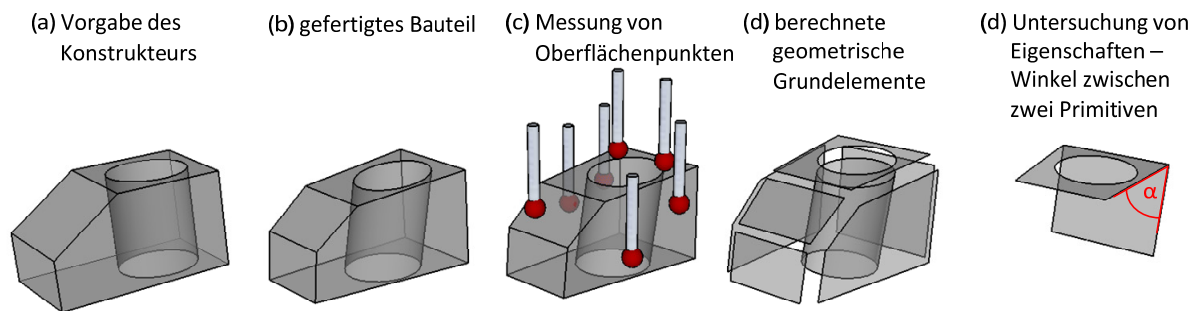 (a) Vorgabe des
Konstrukteurs
(b) gefertigtes Bauteil
(c) Messung von
Oberflächenpunkten
(d) berechnete
geometrische
Grundelemente
(d) Untersuchung von
Eigenschaften –
Winkel zwischen
zwei Primitiven
α